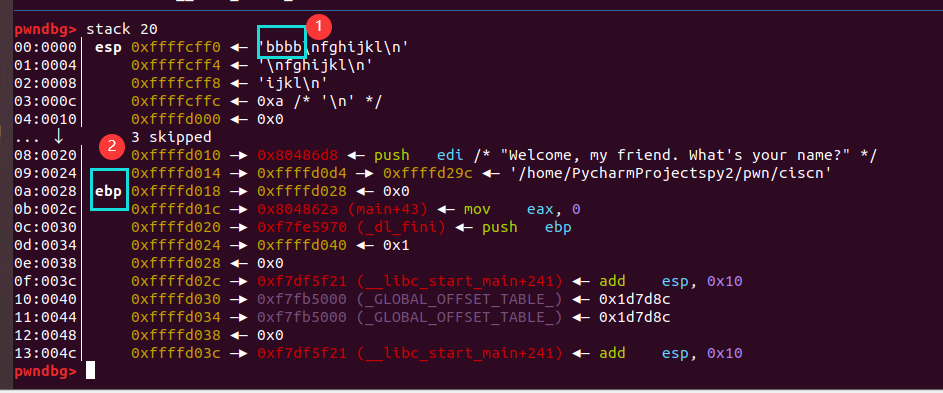 pwndbg> stack 20
00:0000│ esp 0xffffcff0 ◂— 'bbbb\nfghijkl\n'
01:0004│ 0xffffcff4 ◂— '\nfghijkl\n'
02:0008│ 0xffffcff8 ◂— 'ijkl\n'
03:000c│ 0xffffcffc ◂— 0xa /* '\n' */
04:0010│ 0xffffd000 ◂— 0x0
... ↓ 3 skipped
08:0020│ 0xffffd010 —▸ 0x80486d8 ◂— push edi /* "Welcome, my friend. What's your name?" */
09:0024│ 0xffffd014 —▸ 0xffffd0d4 —▸ 0xffffd29c ◂— '/home/PycharmProjectspy2/pwn/ciscn'
0a:0028│ ebp 0xffffd018 —▸ 0xffffd028 ◂— 0x0
0b:002c│ 0xffffd01c —▸ 0x804862a (main+43) ◂— mov eax, 0
0c:0030│ 0xffffd020 —▸ 0xf7fe5970 (_dl_fini) ◂— push ebp
0d:0034│ 0xffffd024 —▸ 0xffffd040 ◂— 0x1
0e:0038│ 0xffffd028 ◂— 0x0
0f:003c│ 0xffffd02c —▸ 0xf7df5f21 (__libc_start_main+241) ◂— add esp, 0x10
10:0040│ 0xffffd030 —▸ 0xf7fb5000 (_GLOBAL_OFFSET_TABLE_) ◂— 0x1d7d8c
11:0044│ 0xffffd034 —▸ 0xf7fb5000 (_GLOBAL_OFFSET_TABLE_) ◂— 0x1d7d8c
12:0048│ 0xffffd038 ◂— 0x0
13:004c│ 0xffffd03c —▸ 0xf7df5f21 (__libc_start_main+241) ◂— add esp, 0x10
pwndbg>
1
2